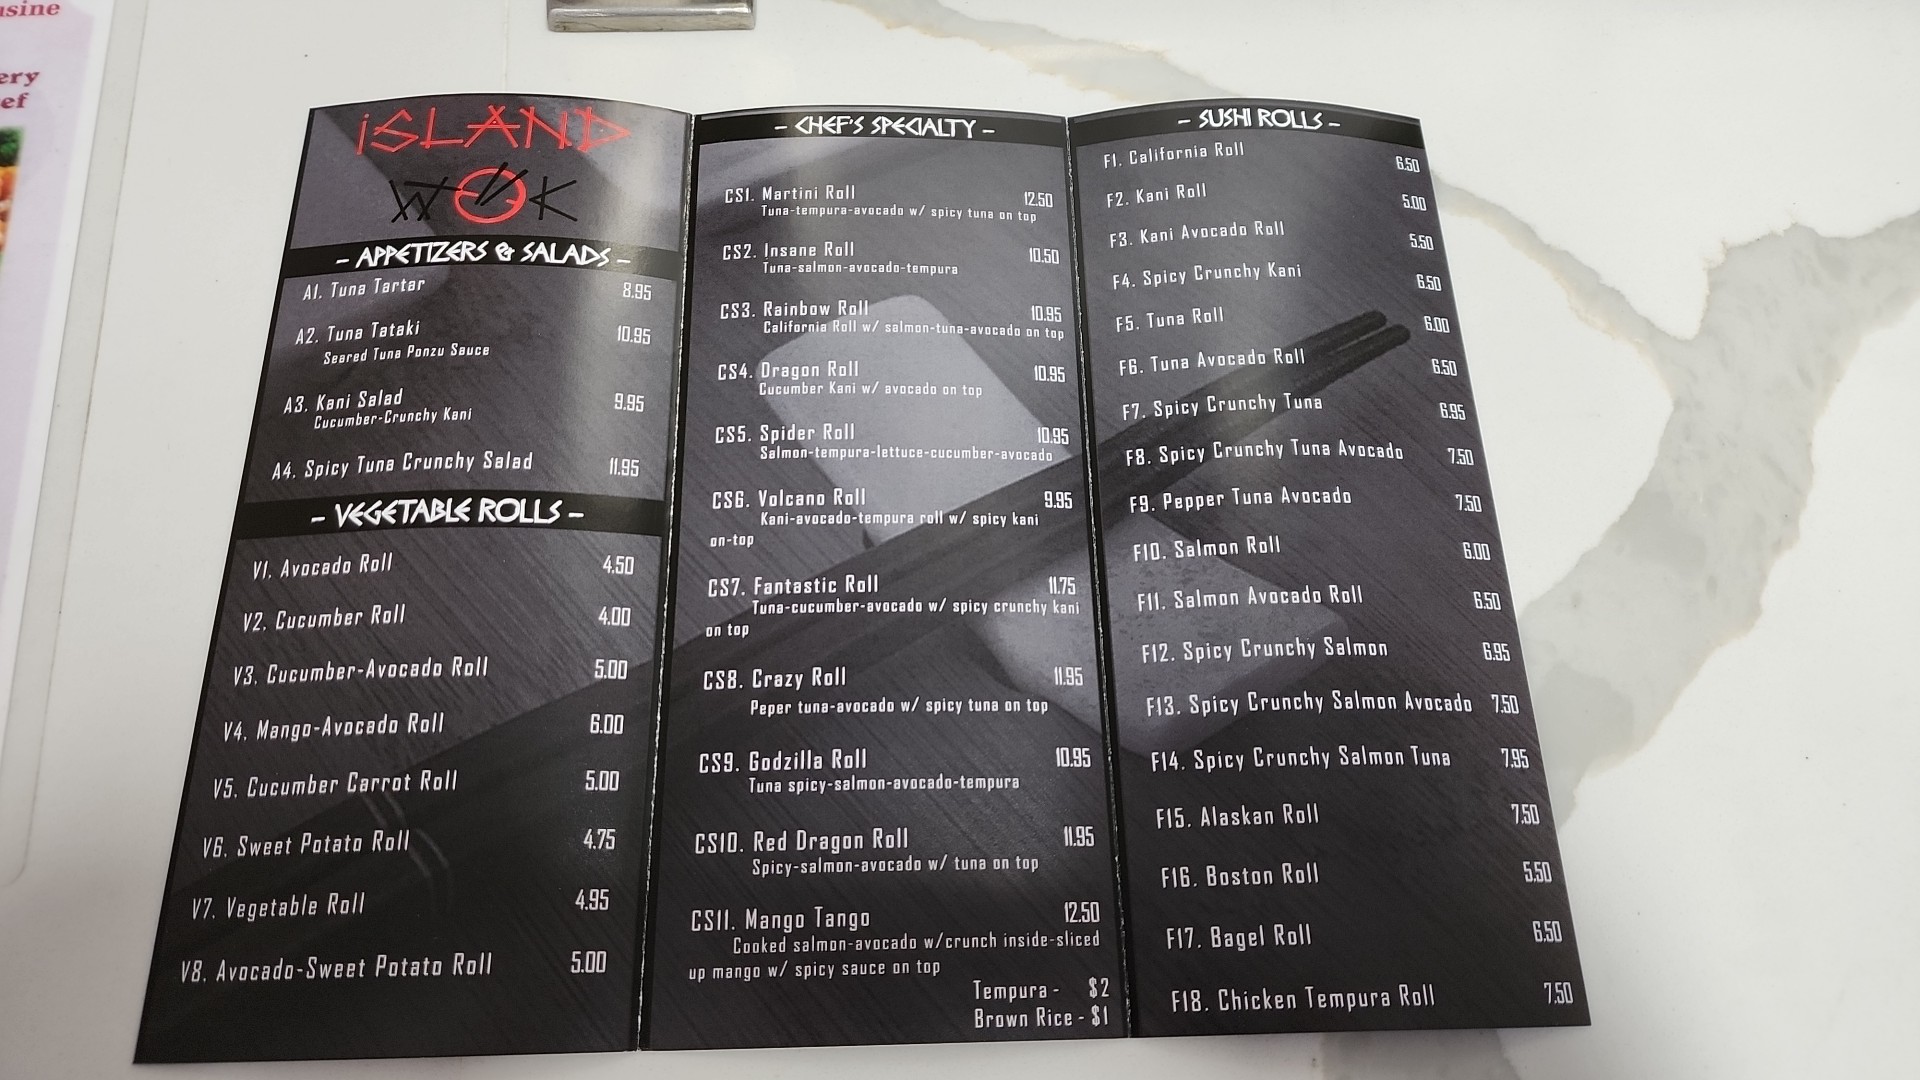 usine
ery
ef
iSLAND
WOK
- APPETIZERS & SALADS -
A1. Tuna Tartar 8.95
A2. Tuna Tataki 10.95
Seared Tuna Ponzu Sauce
A3. Kani Salad 9.95
Cucumber-Crunchy Kani
A4. Spicy Tuna Crunchy Salad 11.95
- VEGETABLE ROLLS -
V1. Avocado Roll 4.50
V2. Cucumber Roll 4.00
V3. Cucumber-Avocado Roll 5.00
V4. Mango-Avocado Roll 6.00
V5. Cucumber Carrot Roll 5.00
V6. Sweet Potato Roll 4.75
V7. Vegetable Roll 4.95
V8. Avocado-Sweet Potato Roll 5.00
- CHEF'S SPECIALTY -
CS1. Martini Roll 12.50
Tuna-tempura-avocado w/ spicy tuna on top
CS2. Insane Roll 10.50
Tuna-salmon-avocado-tempura
CS3. Rainbow Roll 10.95
California Roll w/ salmon-tuna-avocado on top
CS4. Dragon Roll 10.95
Cucumber Kani w/ avocado on top
CS5. Spider Roll 10.95
Salmon-tempura-lettuce-cucumber-avocado
CS6. Volcano Roll 9.95
Kani-avocado-tempura roll w/ spicy kani
on-top
CS7. Fantastic Roll 11.75
Tuna-cucumber-avocado w/ spicy crunchy kani
on top
CS8. Crazy Roll 11.95
Peper tuna-avocado w/ spicy tuna on top
CS9. Godzilla Roll 10.95
Tuna spicy-salmon-avocado-tempura
CS10. Red Dragon Roll 11.95
Spicy-salmon-avocado w/ tuna on top
CS11. Mango Tango 12.50
Cooked salmon-avocado w/crunch inside-sliced
up mango w/ spicy sauce on top
Tempura - $2
Brown Rice - $1
- SUSHI ROLLS -
F1. California Roll 6.50
F2. Kani Roll 5.00
F3. Kani Avocado Roll 5.50
F4. Spicy Crunchy Kani 6.50
F5. Tuna Roll 6.00
F6. Tuna Avocado Roll 6.50
F7. Spicy Crunchy Tuna 6.95
F8. Spicy Crunchy Tuna Avocado 7.50
F9. Pepper Tuna Avocado 7.50
F10. Salmon Roll 6.00
F11. Salmon Avocado Roll 6.50
F12. Spicy Crunchy Salmon 6.95
F13. Spicy Crunchy Salmon Avocado 7.50
F14. Spicy Crunchy Salmon Tuna 7.95
F15. Alaskan Roll 7.50
F16. Boston Roll 5.50
F17. Bagel Roll 6.50
F18. Chicken Tempura Roll 7.50